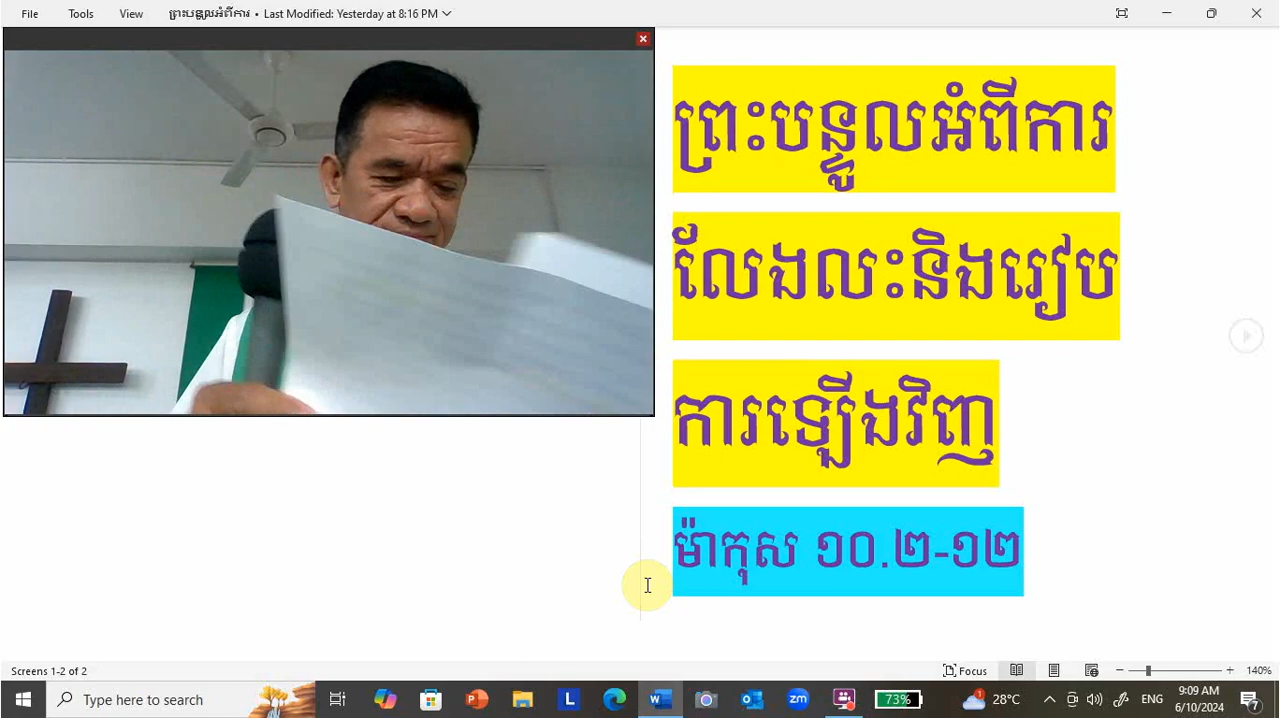 File Tools View ព្រះបន្ទូលអំពីការ • Last Modified: Yesterday at 8:16 PM
ព្រះបន្ទូលអំពីការ
លែងលះនិងរៀប
ការឡើងវិញ
ម៉ាកុស ១០.២-១២
Screens 1-2 of 2 Focus 140%
Type here to search 73% 28°C ENG 9:09 AM
6/10/2024